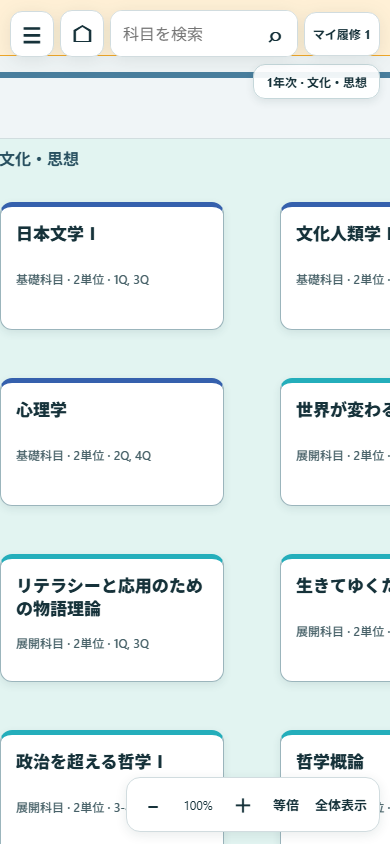 科目を検索
マイ履修 1
1年次・文化・思想
文化・思想
日本文学 I
基礎科目・2単位・1Q, 3Q
文化人類学
基礎科目・2単位・
心理学
基礎科目・2単位・2Q, 4Q
世界が変わる
展開科目・2単位・
リテラシーと応用のため
の物語理論
展開科目・2単位・1Q, 3Q
生きてゆくた
展開科目・2単位・
政治を超える哲学 I
展開科目・2単位・3-
哲学概論
− 100% + 等倍 全体表示